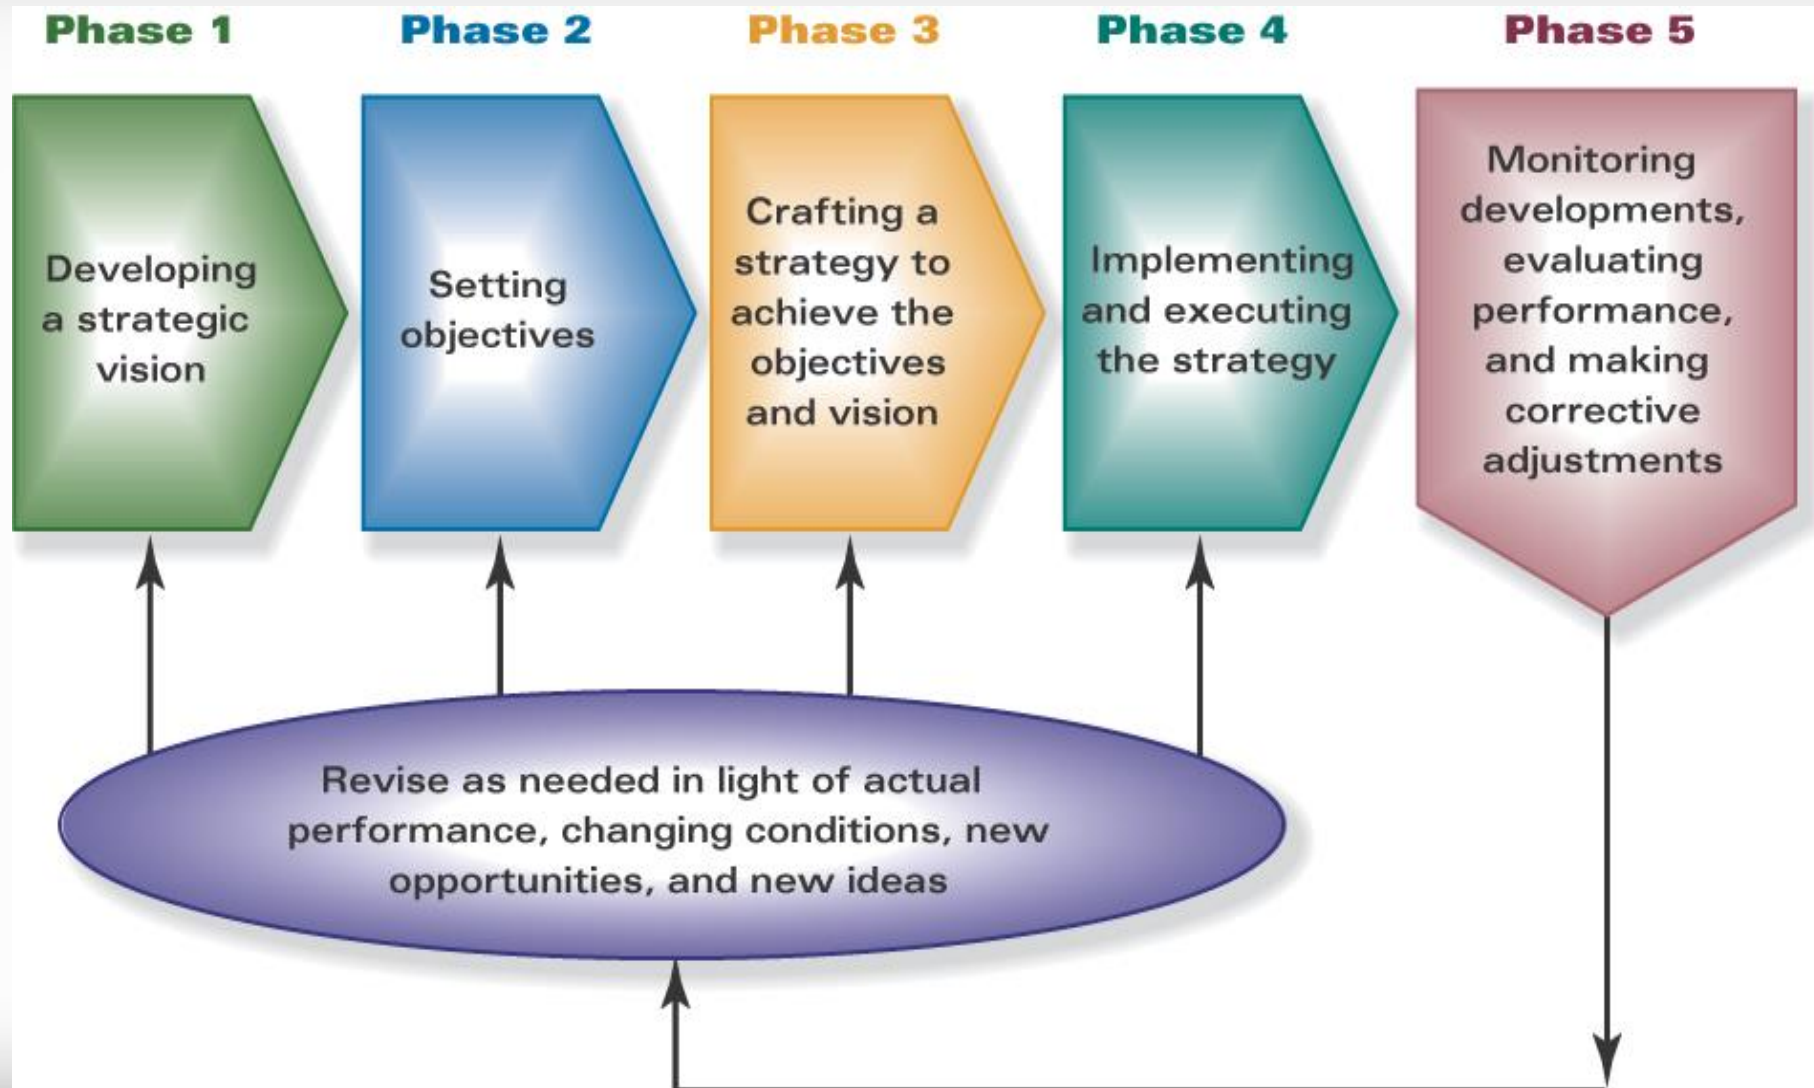 Phase 1
Phase 2
Phase 3
Phase 4
Phase 5
Developing
a strategic
vision
Setting
objectives
Crafting a
strategy to
achieve the
objectives
and vision
Implementing
and executing
the strategy
Monitoring
developments,
evaluating
performance,
and making
corrective
adjustments
Revise as needed in light of actual
performance, changing conditions, new
opportunities, and new ideas